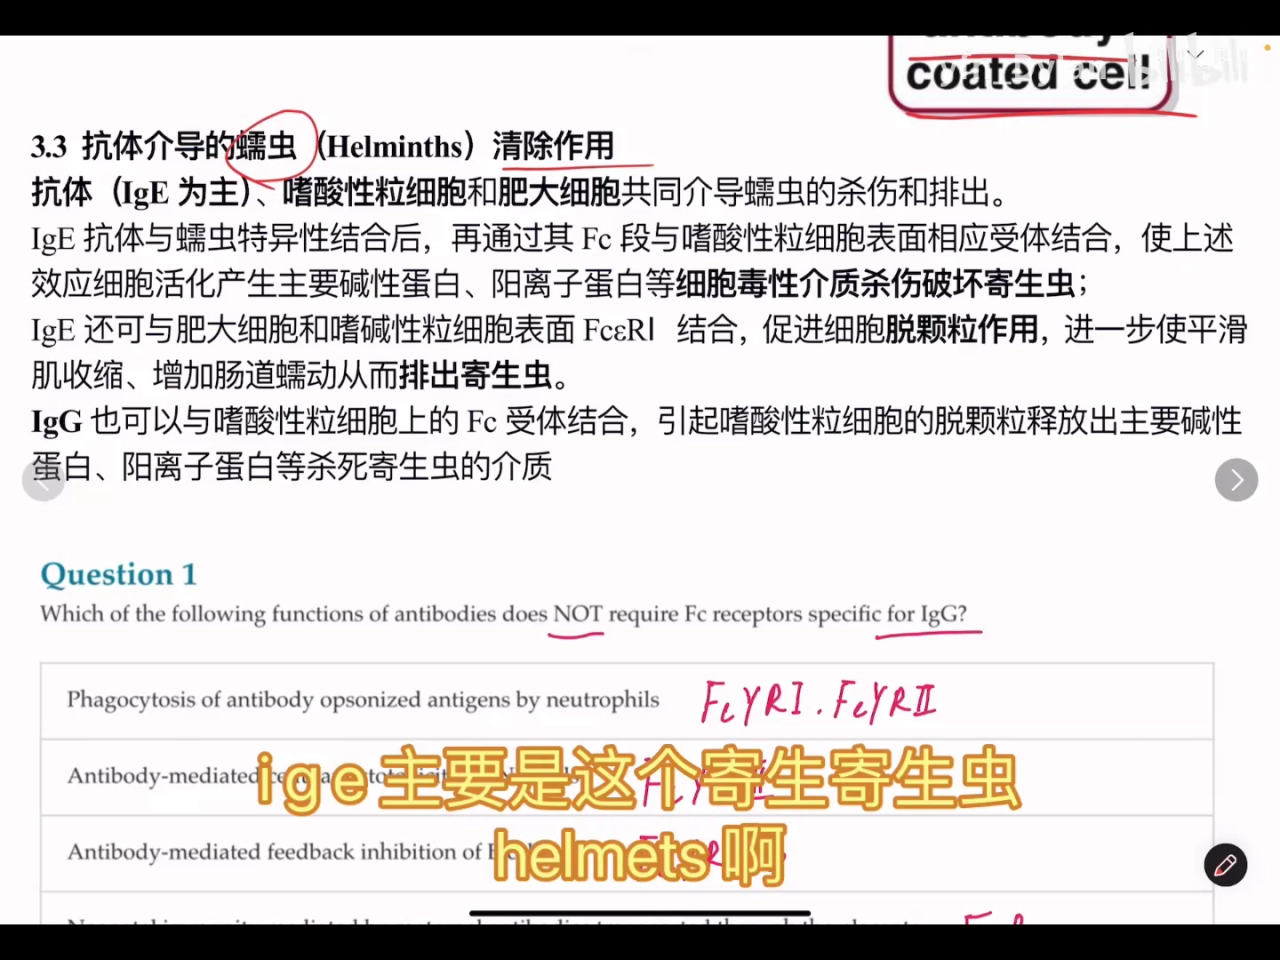 coated cell
3.3 抗体介导的蠕虫（Helminths）清除作用
抗体（IgE 为主）、嗜酸性粒细胞和肥大细胞共同介导蠕虫的杀伤和排出。
IgE 抗体与蠕虫特异性结合后，再通过其 Fc 段与嗜酸性粒细胞表面相应受体结合，使上述
效应细胞活化产生主要碱性蛋白、阳离子蛋白等细胞毒性介质杀伤破坏寄生虫；
IgE 还可与肥大细胞和嗜碱性粒细胞表面 FcεRⅠ 结合，促进细胞脱颗粒作用，进一步使平滑
肌收缩、增加肠道蠕动从而排出寄生虫。
IgG 也可以与嗜酸性粒细胞上的 Fc 受体结合，引起嗜酸性粒细胞的脱颗粒释放出主要碱性
蛋白、阳离子蛋白等杀死寄生虫的介质
Question 1
Which of the following functions of antibodies does NOT require Fc receptors specific for IgG?
Phagocytosis of antibody opsonized antigens by neutrophils FcγRI. FcγRII
Antibody-mediated
ige主要是这个寄生寄生虫
Antibody-mediated feedback inhibition of
helmets啊